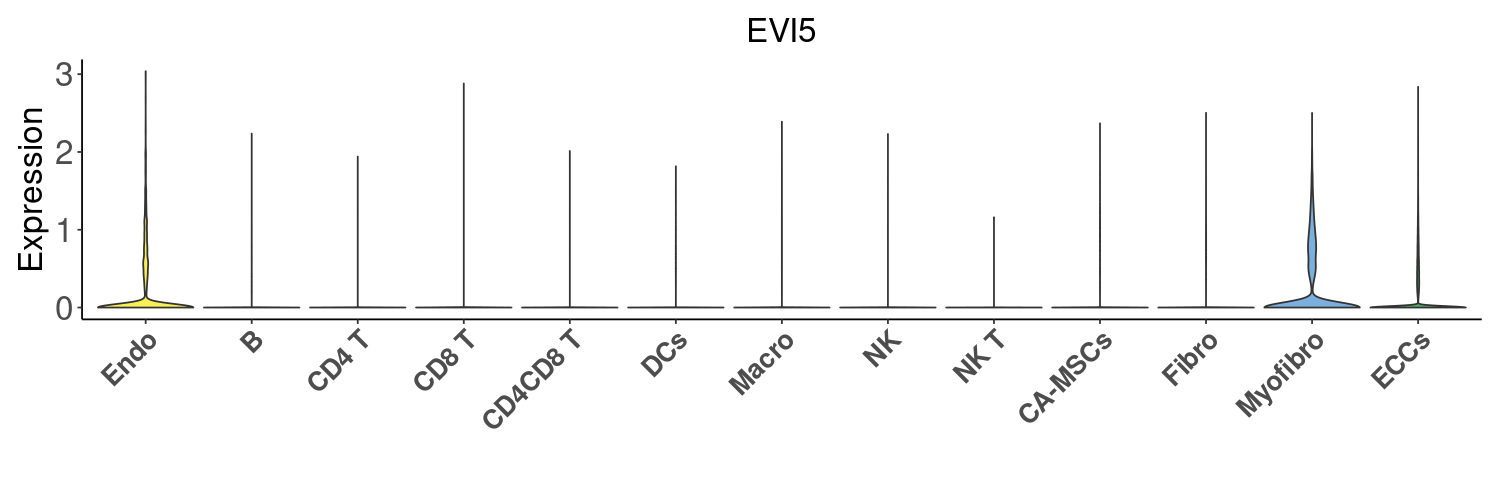 EVI5
Expression
3
2
1
0
Endo
B
CD4 T
CD8 T
CD4CD8 T
DCs
Macro
NK
NK T
CA-MSCs
Fibro
Myofibro
ECCs